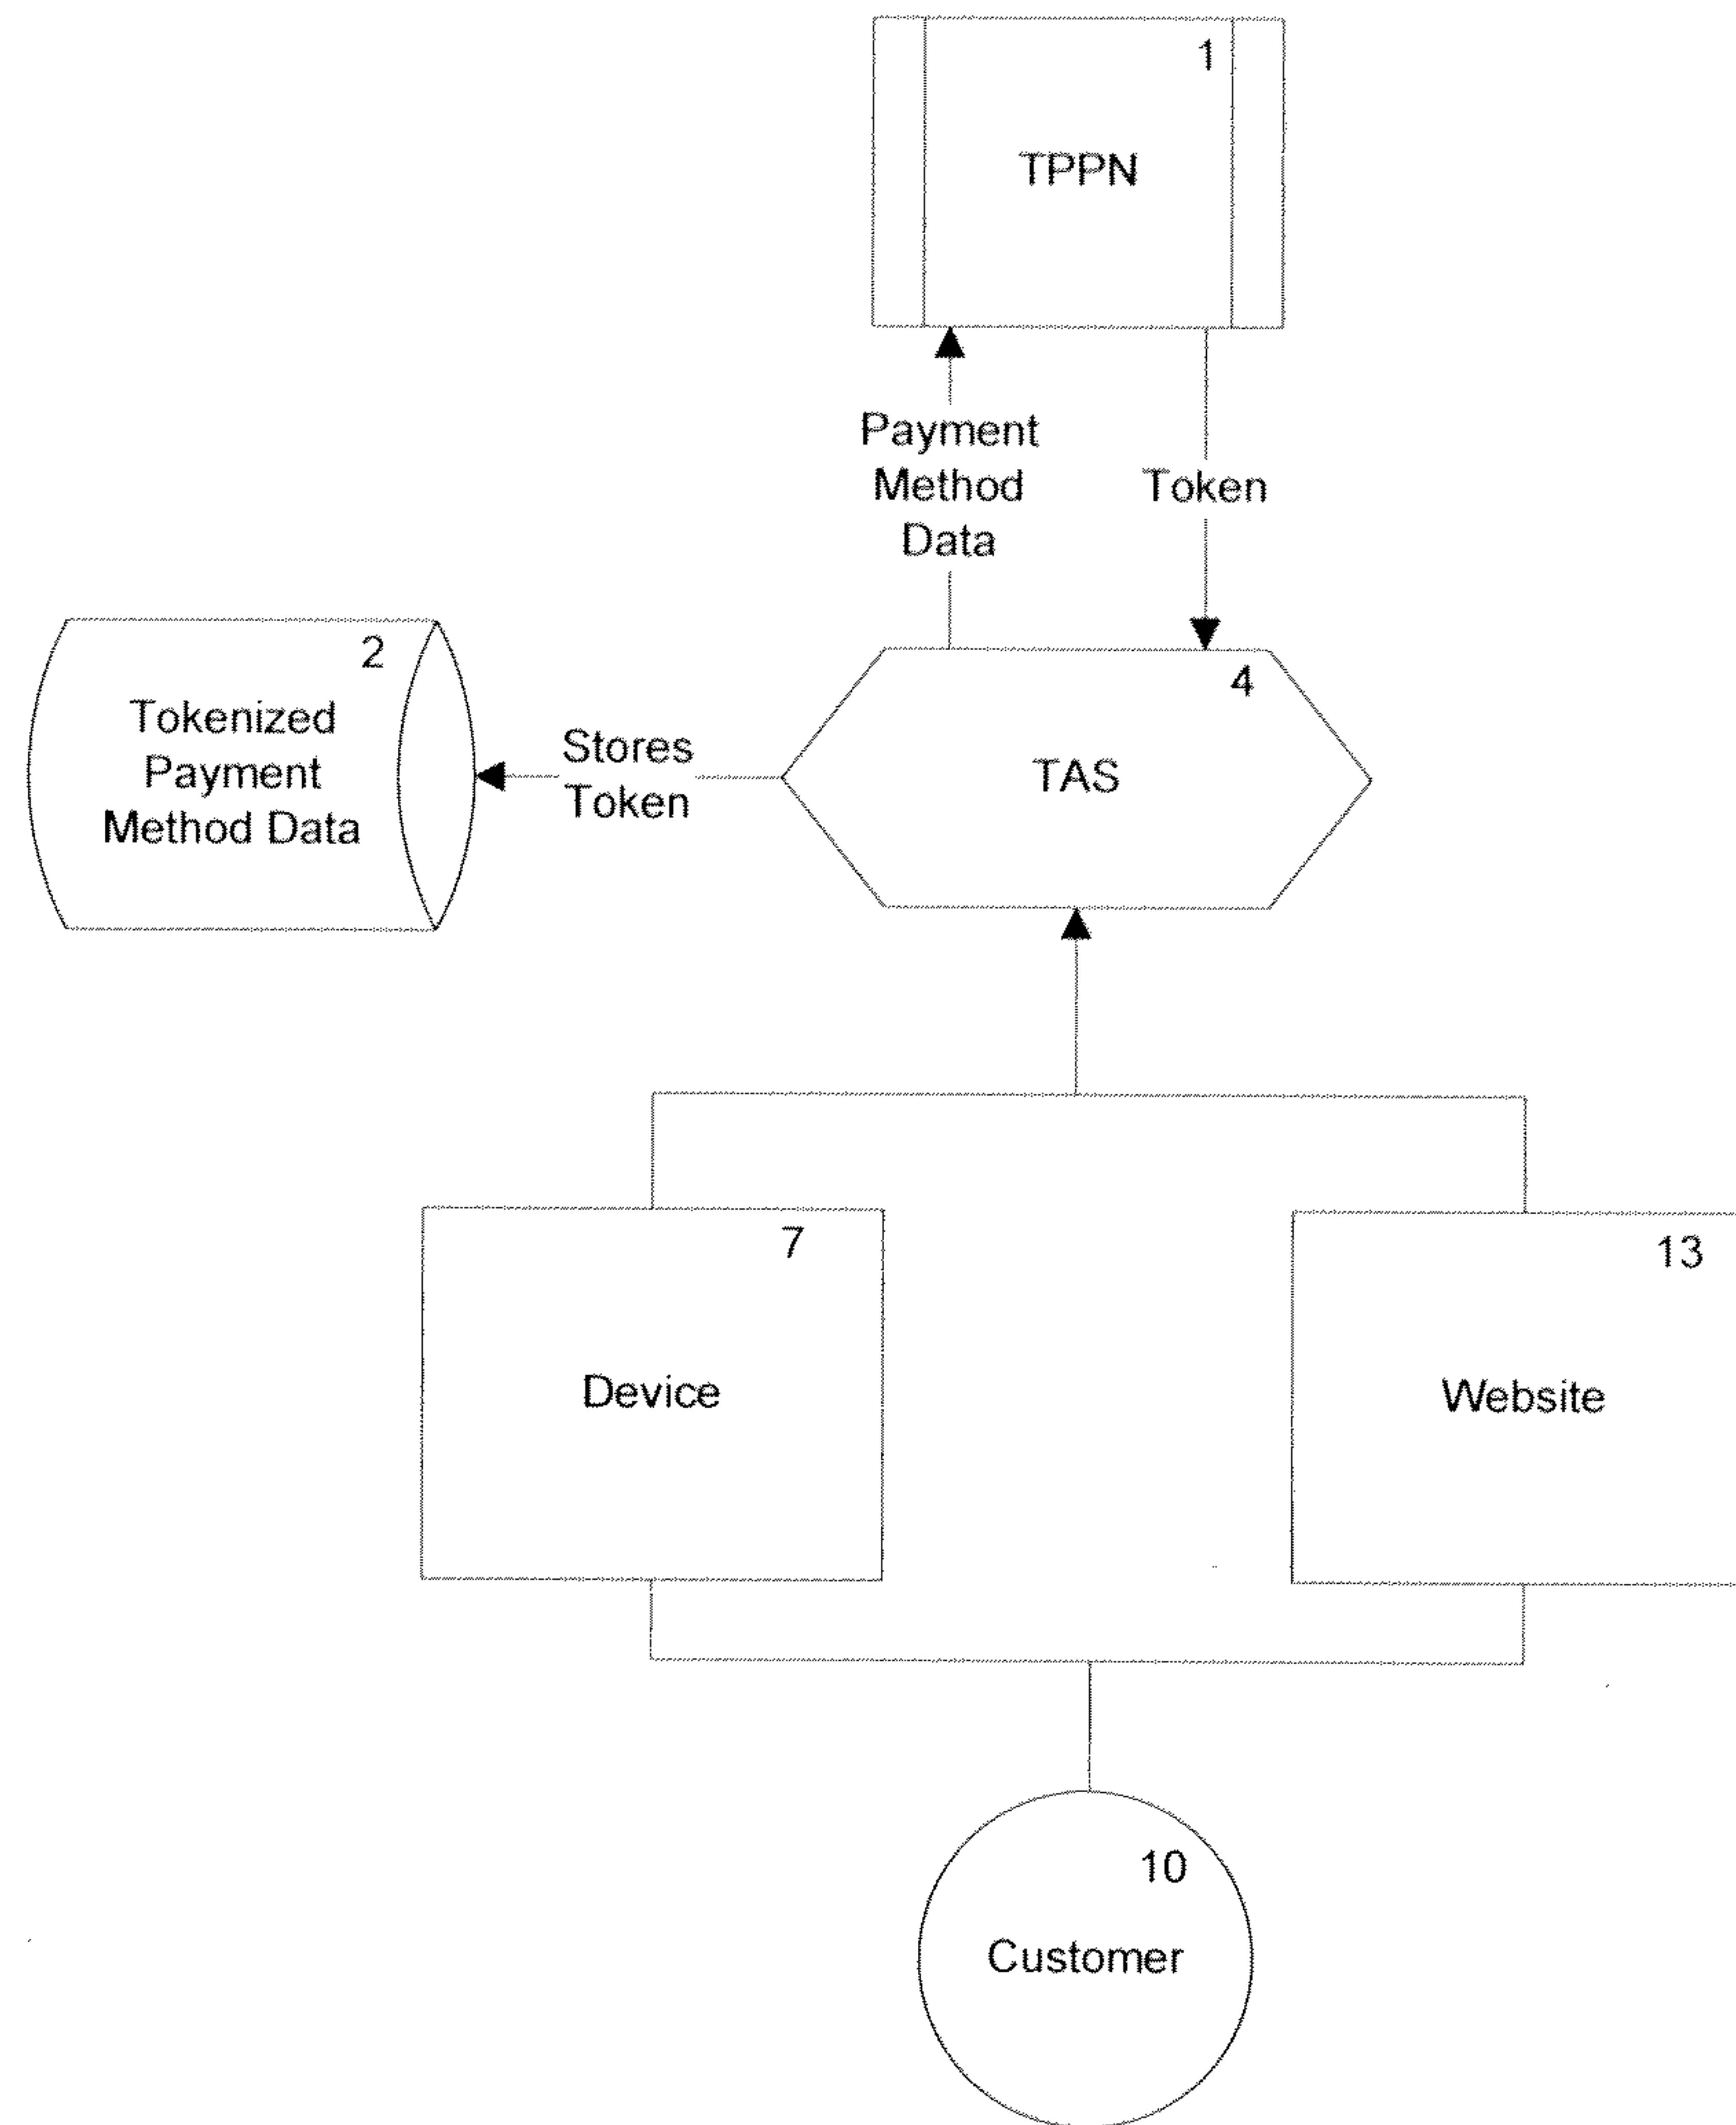 1
TPPN
Payment
Method
Data
Token
2
Tokenized
Payment
Method Data
Stores
Token
4
TAS
7
Device
13
Website
10
Customer